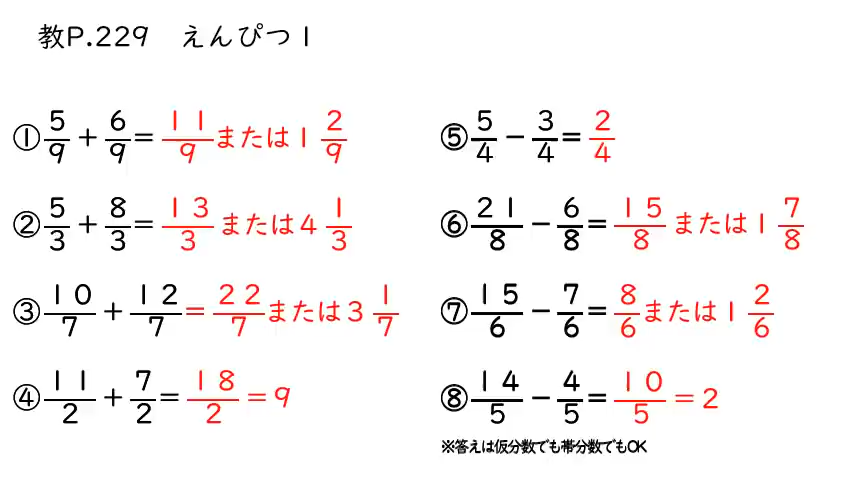 教P.229　えんぴつ1
①5/9+6/9=11/9または1 2/9
②5/3+8/3=13/3または4 1/3
③10/7+12/7=22/7または3 1/7
④11/2+7/2=18/2=9
⑤5/4-3/4=2/4
⑥21/8-6/8=15/8または1 7/8
⑦15/6-7/6=8/6または1 2/6
⑧14/5-4/5=10/5=2
※答えは仮分数でも帯分数でもOK